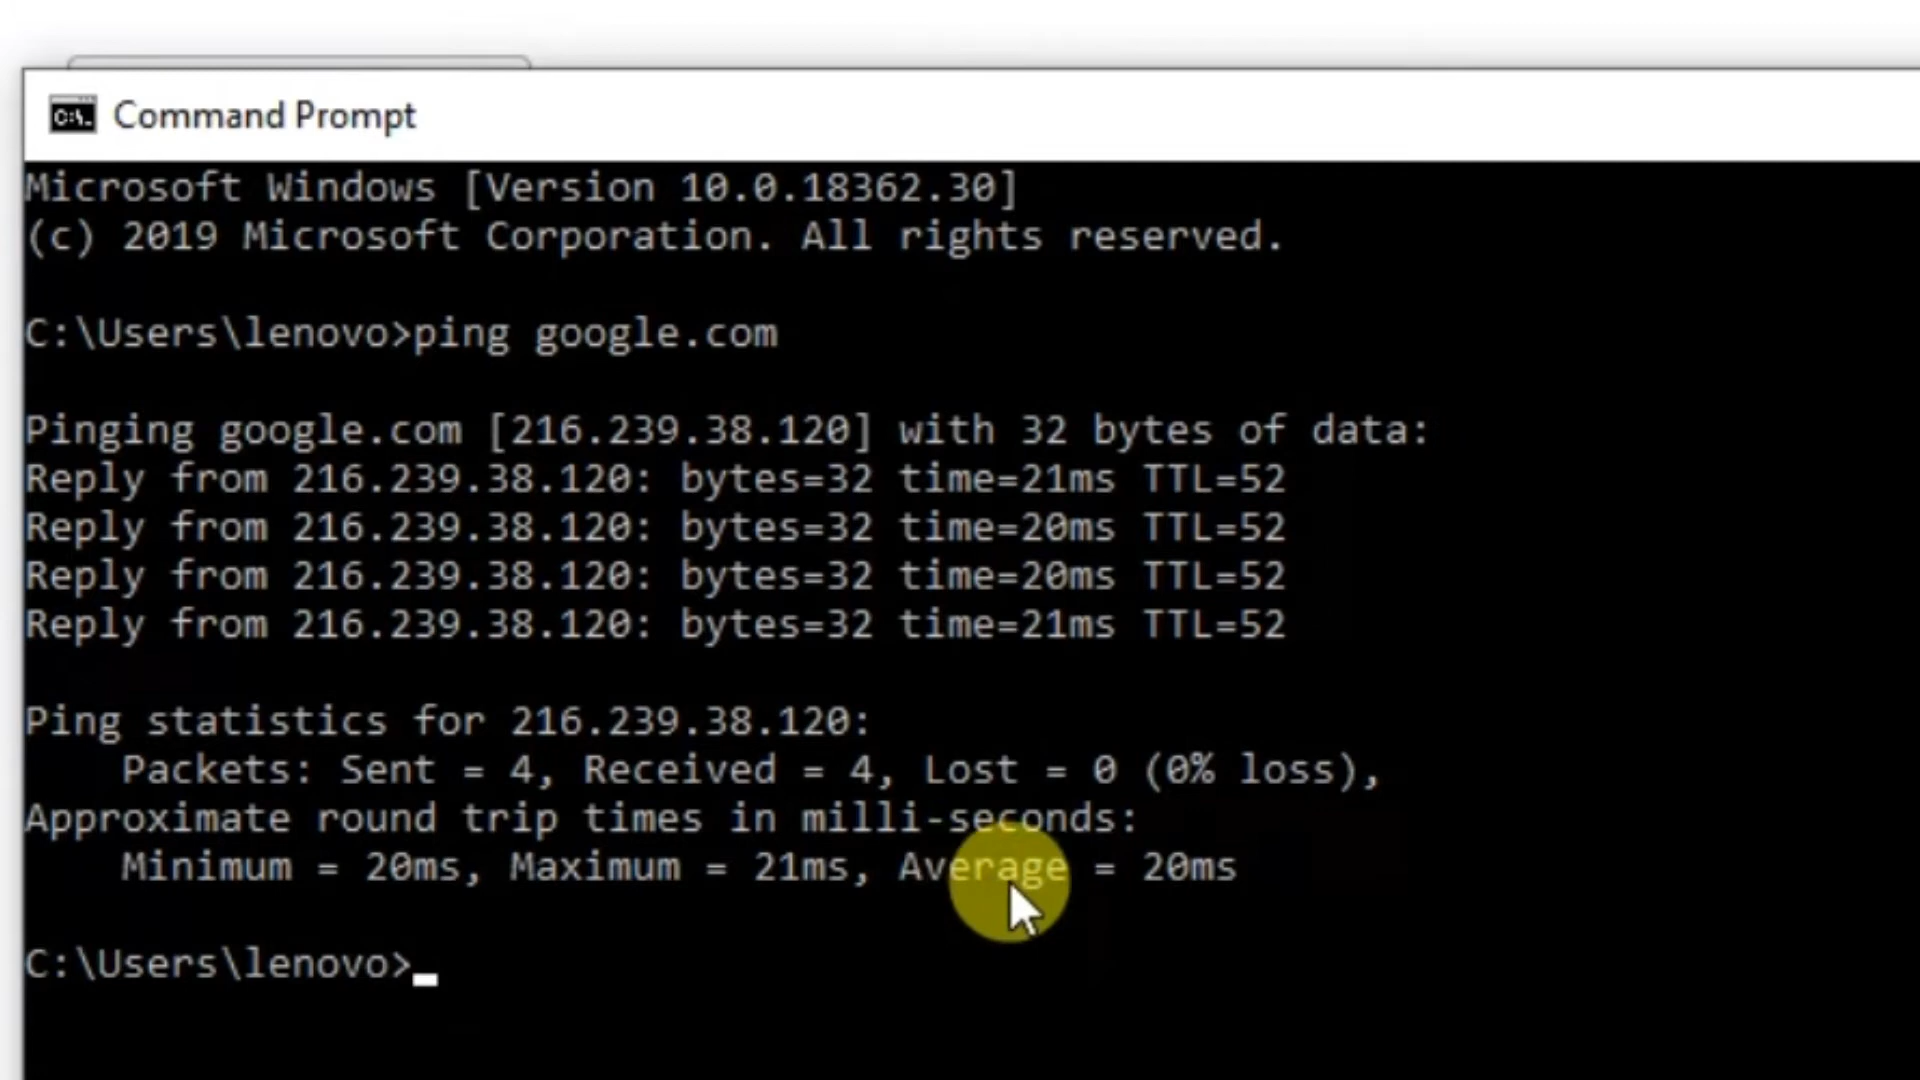 Command Prompt
Microsoft Windows [Version 10.0.18362.30]
(c) 2019 Microsoft Corporation. All rights reserved.
C:\Users\lenovo>ping google.com
Pinging google.com [216.239.38.120] with 32 bytes of data:
Reply from 216.239.38.120: bytes=32 time=21ms TTL=52
Reply from 216.239.38.120: bytes=32 time=20ms TTL=52
Reply from 216.239.38.120: bytes=32 time=20ms TTL=52
Reply from 216.239.38.120: bytes=32 time=21ms TTL=52
Ping statistics for 216.239.38.120:
    Packets: Sent = 4, Received = 4, Lost = 0 (0% loss),
Approximate round trip times in milli-seconds:
    Minimum = 20ms, Maximum = 21ms, Average = 20ms
C:\Users\lenovo>